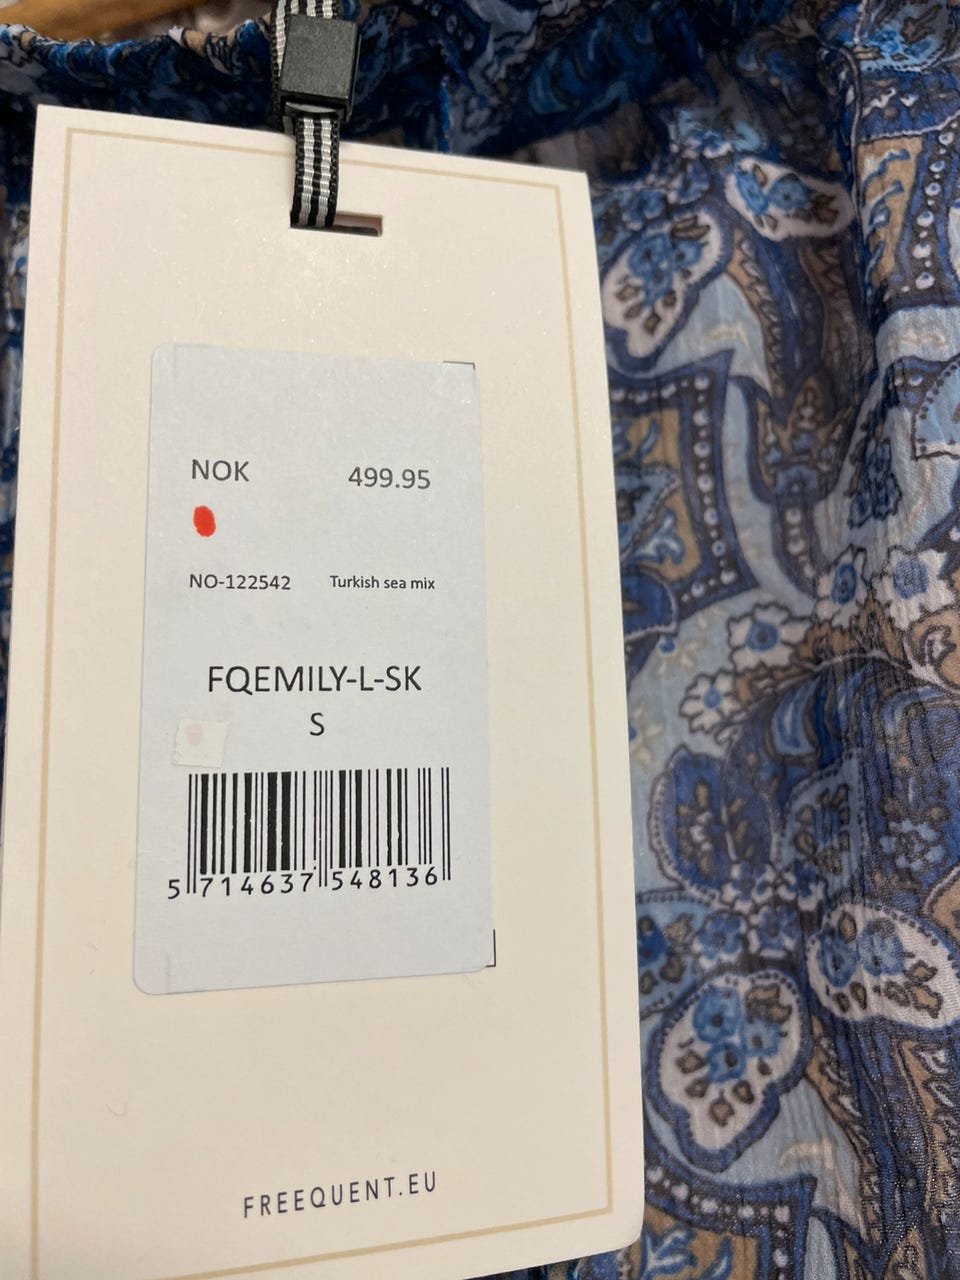 NOK 499.95
NO-122542 Turkish sea mix
FQEMILY-L-SK
S
5 714637 548136
FREEQUENT.EU